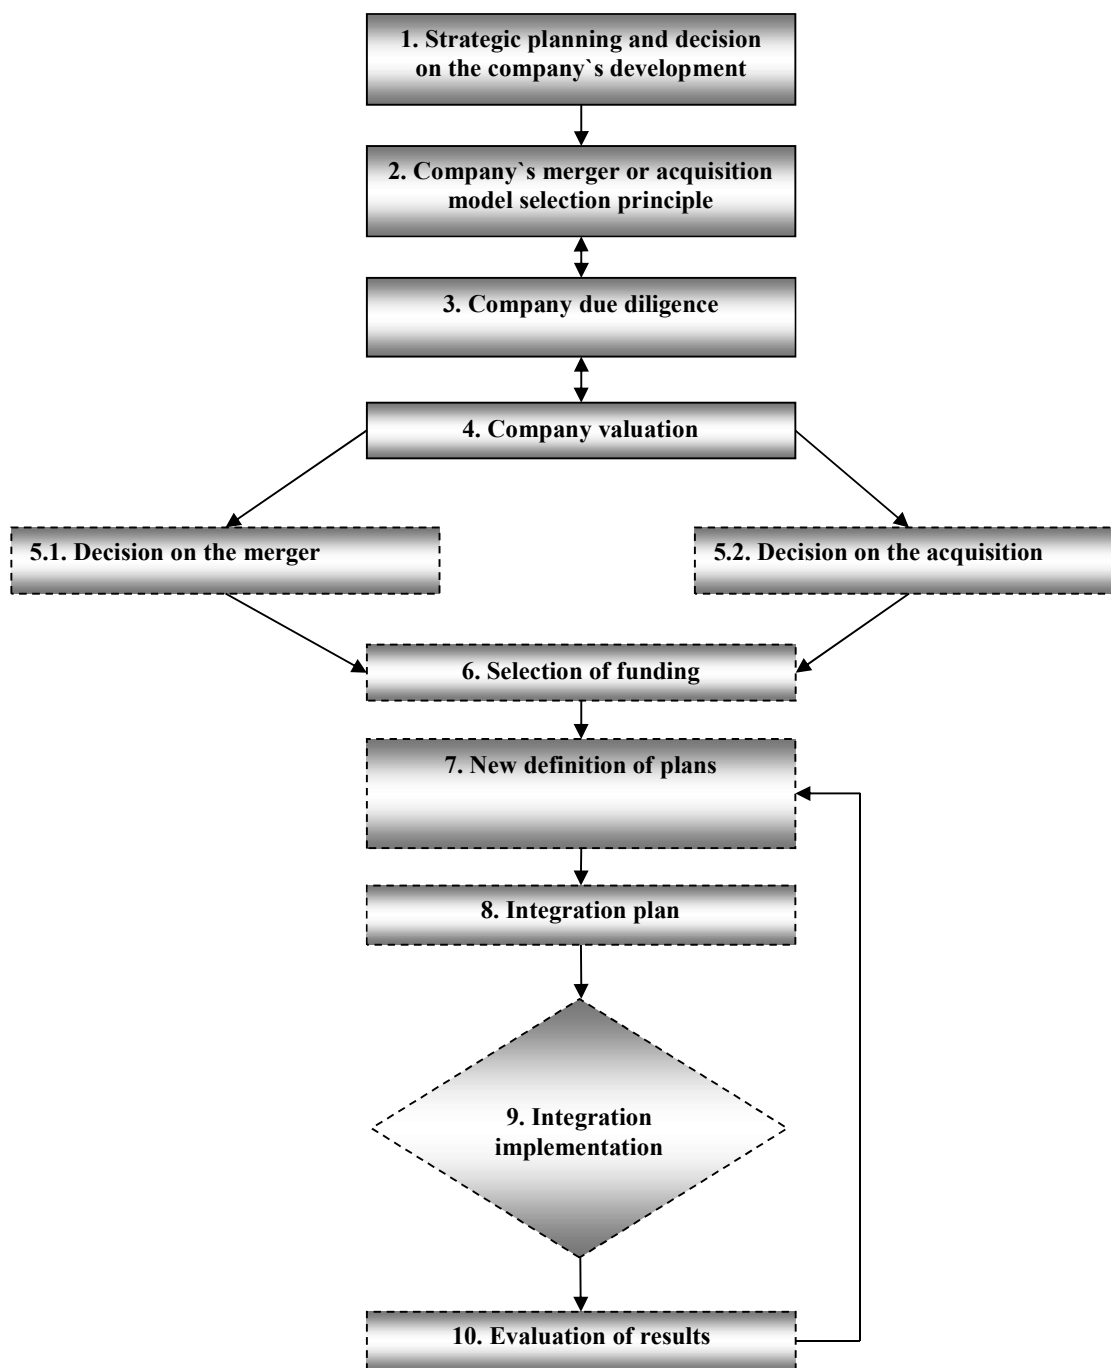 1. Strategic planning and decision
on the company`s development
2. Company`s merger or acquisition
model selection principle
3. Company due diligence
4. Company valuation
5.1. Decision on the merger
5.2. Decision on the acquisition
6. Selection of funding
7. New definition of plans
8. Integration plan
9. Integration
implementation
10. Evaluation of results